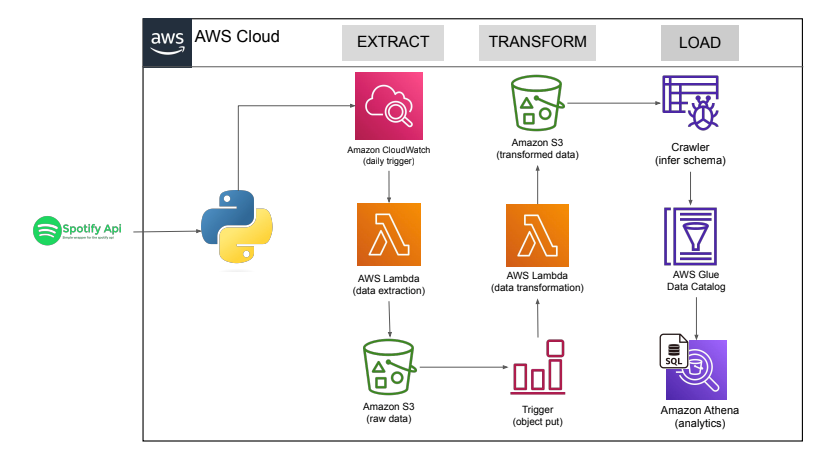 aws
AWS Cloud
EXTRACT
TRANSFORM
LOAD
Amazon CloudWatch
(daily trigger)
Amazon S3
(transformed data)
Crawler
(infer schema)
Spotify Api
AWS Lambda
(data extraction)
AWS Lambda
(data transformation)
AWS Glue
Data Catalog
SQL
Amazon S3
(raw data)
Trigger
(object put)
Amazon Athena
(analytics)